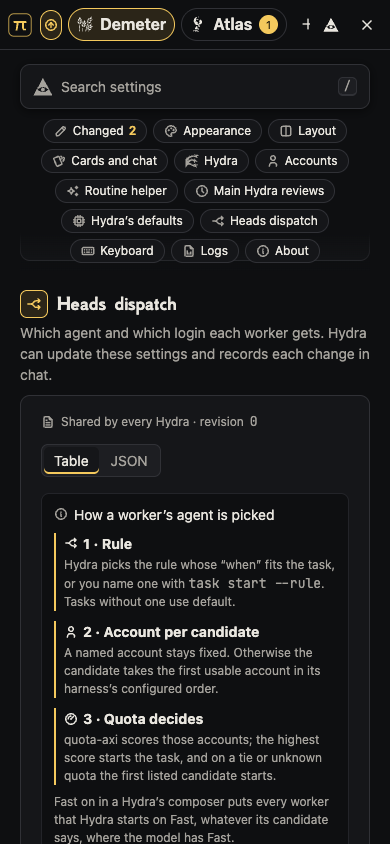 π
Demeter
Atlas 1
Search settings /
Changed 2
Appearance
Layout
Cards and chat
Hydra
Accounts
Routine helper
Main Hydra reviews
Hydra's defaults
Heads dispatch
Keyboard
Logs
About
Heads dispatch
Which agent and which login each worker gets. Hydra
can update these settings and records each change in
chat.
Shared by every Hydra · revision 0
Table
JSON
How a worker's agent is picked
1 · Rule
Hydra picks the rule whose “when” fits the task,
or you name one with task start --rule.
Tasks without one use default.
2 · Account per candidate
A named account stays fixed. Otherwise the
candidate takes the first usable account in its
harness's configured order.
3 · Quota decides
quota-axi scores those accounts; the highest
score starts the task, and on a tie or unknown
quota the first listed candidate starts.
Fast on in a Hydra's composer puts every worker
that Hydra starts on Fast, whatever its candidate
says, where the model has Fast.